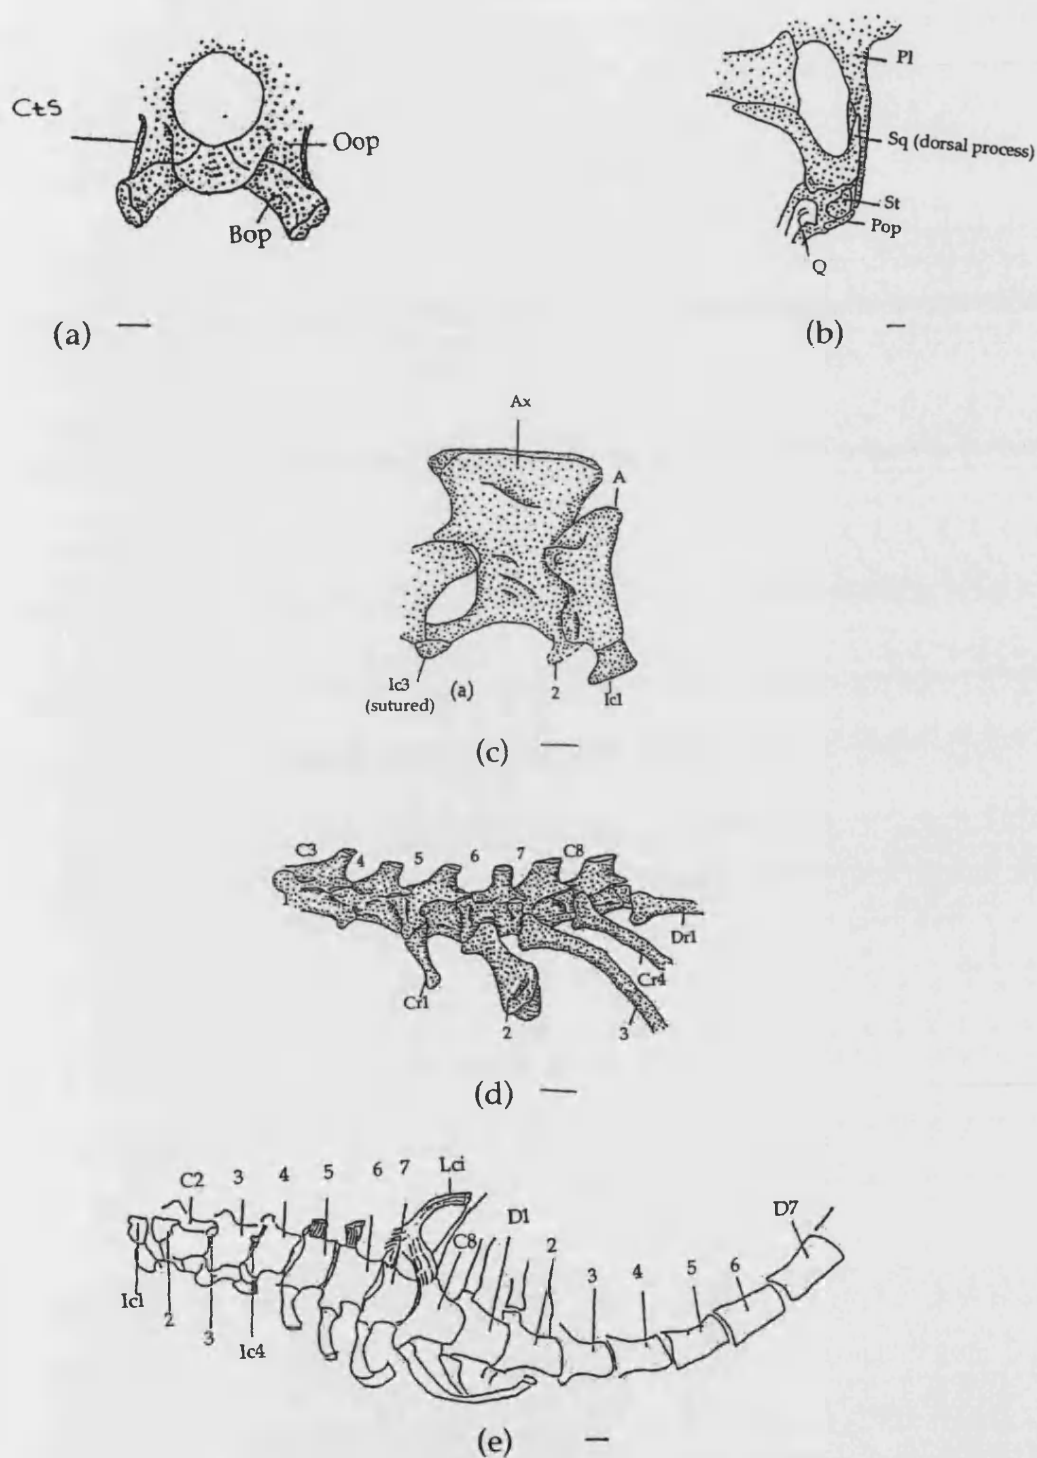 CtS
Oop
Bop
(a)
Pl
Sq (dorsal process)
St
Pop
Q
(b)
Ax
A
Ic3
(sutured)
(a)
2
Ic1
(c)
C3
4
5
6
7
C8
Dr1
Cr4
Cr1
2
3
(d)
C2
3
4
5
6
7
Lci
C8
D1
2
3
4
5
6
D7
Ic1
2
3
Ic4
(e)